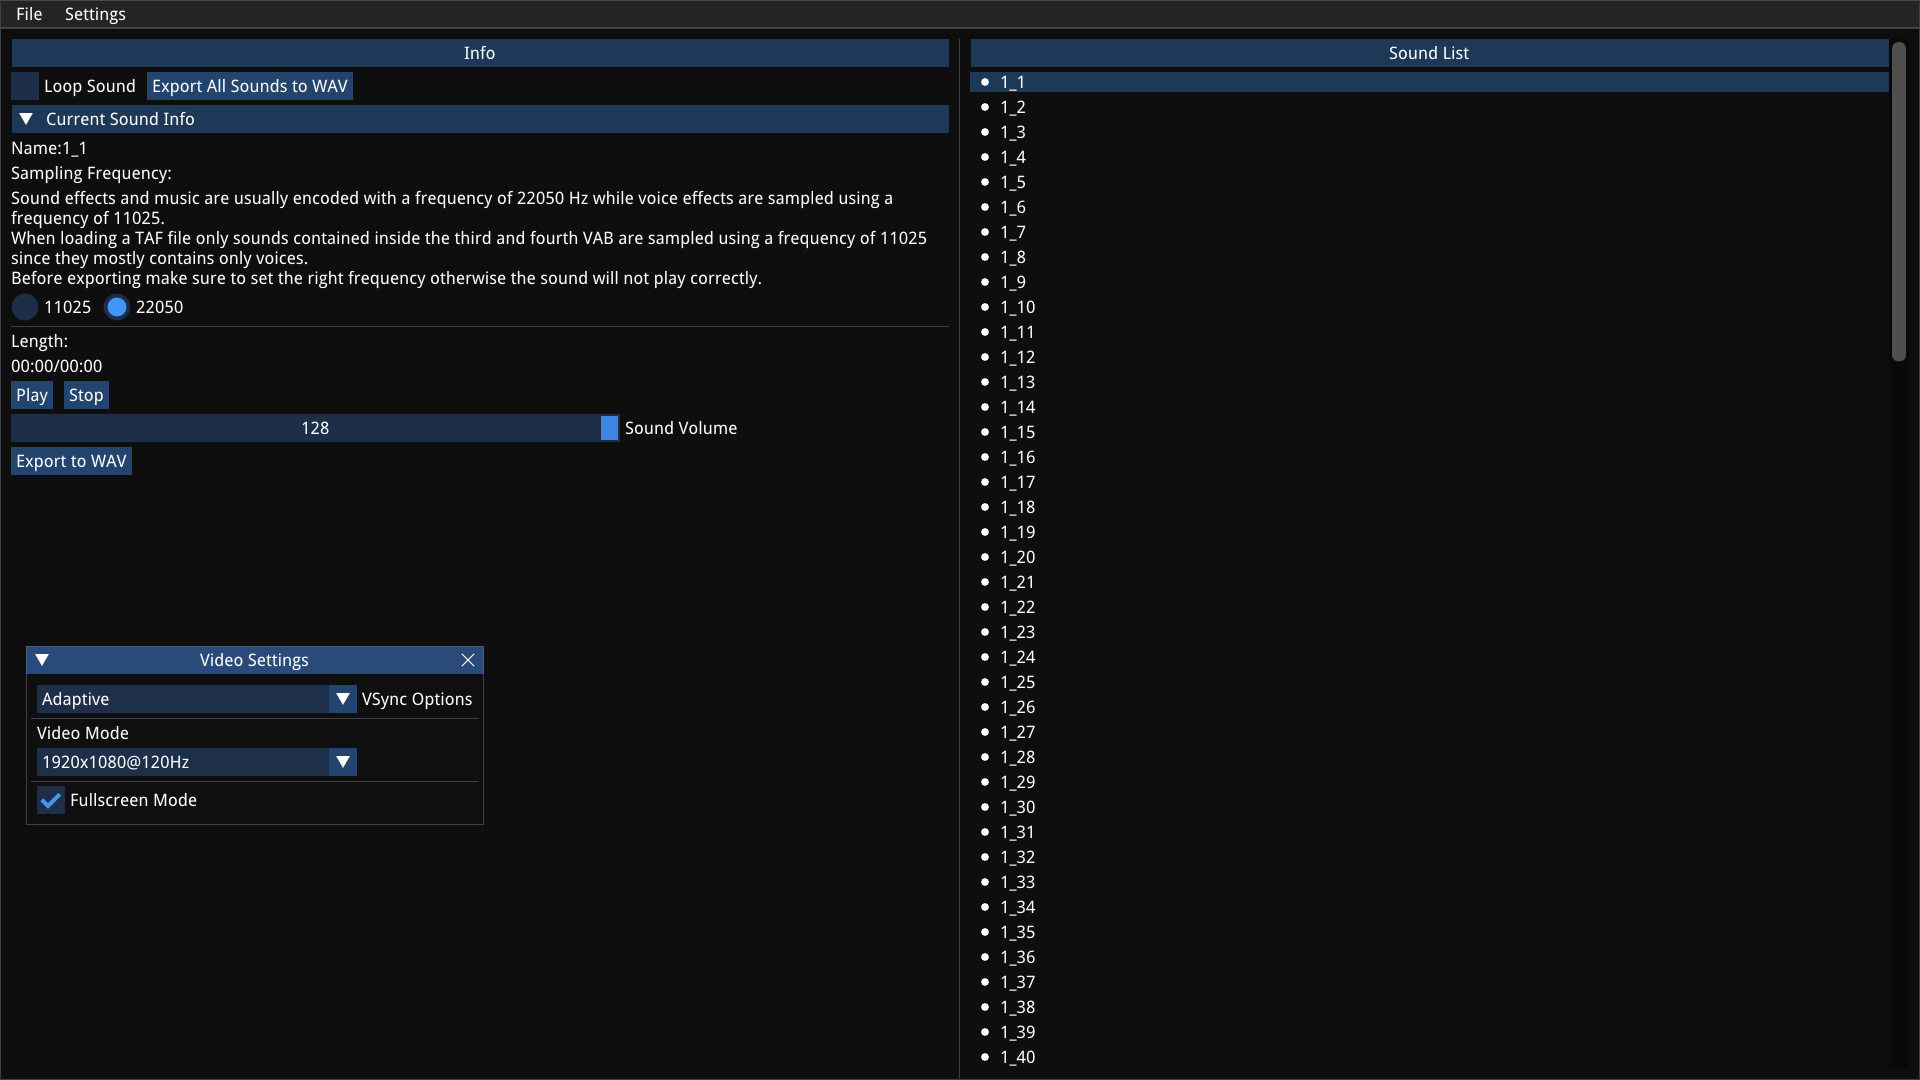 File Settings
Info
Loop Sound Export All Sounds to WAV
Current Sound Info
Name:1_1
Sampling Frequency:
Sound effects and music are usually encoded with a frequency of 22050 Hz while voice effects are sampled using a
frequency of 11025.
When loading a TAF file only sounds contained inside the third and fourth VAB are sampled using a frequency of 11025
since they mostly contains only voices.
Before exporting make sure to set the right frequency otherwise the sound will not play correctly.
11025 22050
Length:
00:00/00:00
Play Stop
128 Sound Volume
Export to WAV
Video Settings
Adaptive VSync Options
Video Mode
1920x1080@120Hz
Fullscreen Mode
Sound List
1_1
1_2
1_3
1_4
1_5
1_6
1_7
1_8
1_9
1_10
1_11
1_12
1_13
1_14
1_15
1_16
1_17
1_18
1_19
1_20
1_21
1_22
1_23
1_24
1_25
1_26
1_27
1_28
1_29
1_30
1_31
1_32
1_33
1_34
1_35
1_36
1_37
1_38
1_39
1_40